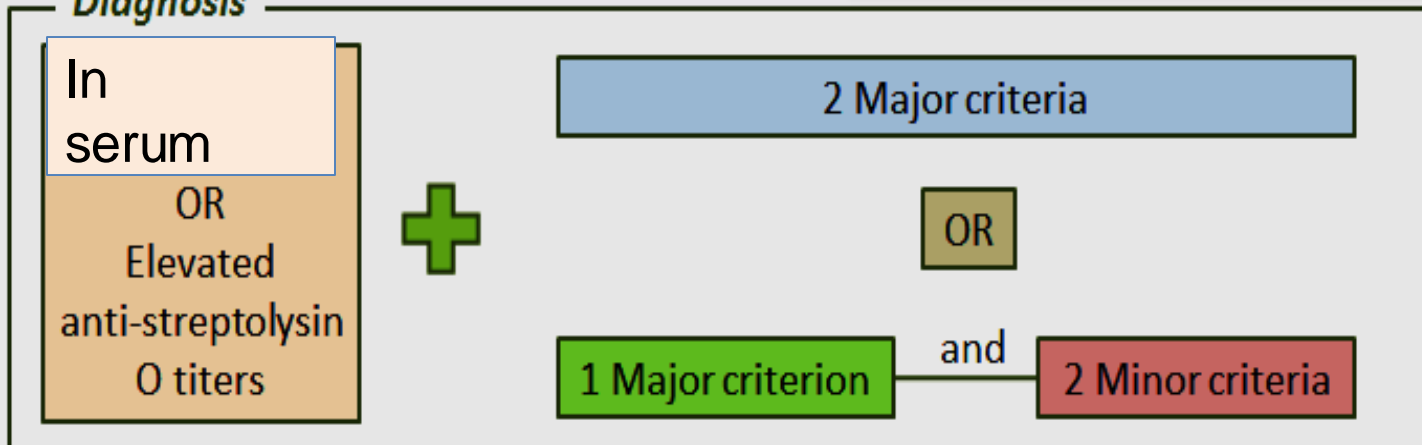 Diagnosis
In
serum
OR
Elevated
anti-streptolysin
O titers
2 Major criteria
OR
1 Major criterion
and
2 Minor criteria